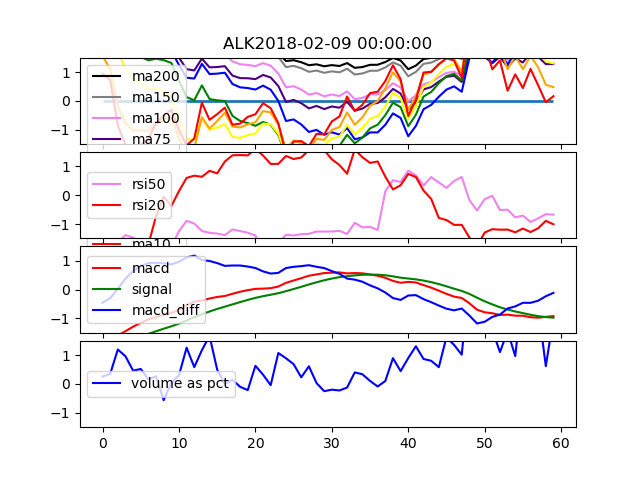 ALK2018-02-09 00:00:00
1
0
−1
ma200
ma150
ma100
ma75
1
0
−1
rsi50
rsi20
ma10
1
0
−1
macd
signal
macd_diff
1
0
−1
volume as pct
0 10 20 30 40 50 60